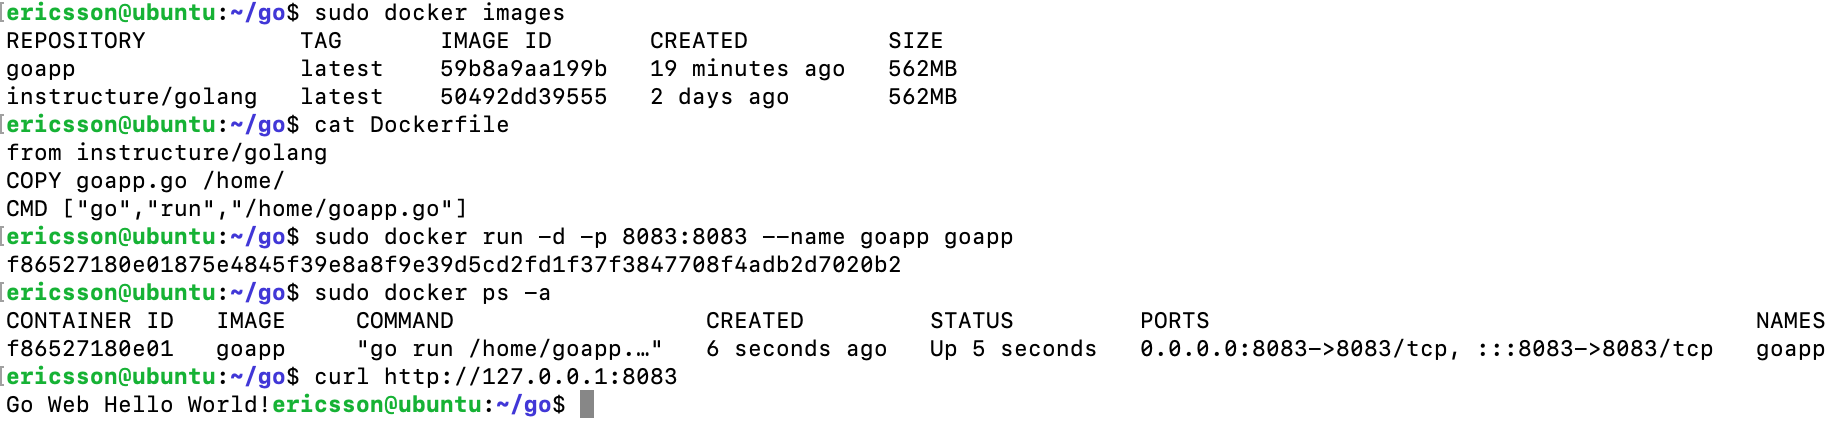 ericsson@ubuntu:~/go$ sudo docker images
REPOSITORY TAG IMAGE ID CREATED SIZE
goapp latest 59b8a9aa199b 19 minutes ago 562MB
instructure/golang latest 50492dd39555 2 days ago 562MB
ericsson@ubuntu:~/go$ cat Dockerfile
from instructure/golang
COPY goapp.go /home/
CMD ["go","run","/home/goapp.go"]
ericsson@ubuntu:~/go$ sudo docker run -d -p 8083:8083 --name goapp goapp
f86527180e01875e4845f39e8a8f9e39d5cd2fd1f37f3847708f4adb2d7020b2
ericsson@ubuntu:~/go$ sudo docker ps -a
CONTAINER ID IMAGE COMMAND CREATED STATUS PORTS NAMES
f86527180e01 goapp "go run /home/goapp.…" 6 seconds ago Up 5 seconds 0.0.0.0:8083->8083/tcp, :::8083->8083/tcp goapp
ericsson@ubuntu:~/go$ curl http://127.0.0.1:8083
Go Web Hello World!ericsson@ubuntu:~/go$